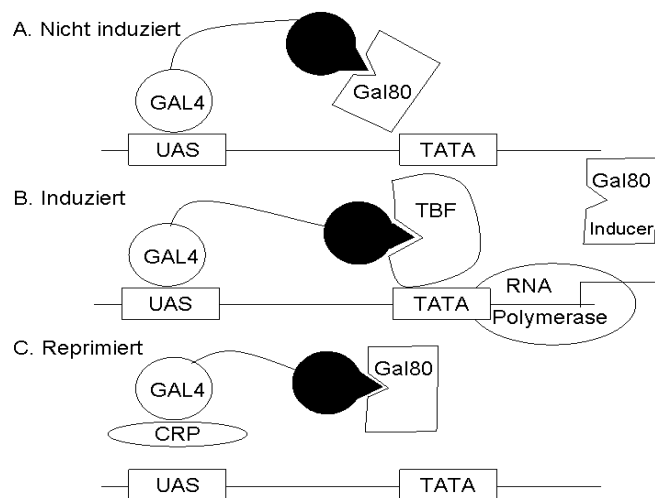 A. Nicht induziert
GAL4
Gal80
UAS
TATA
B. Induziert
GAL4
TBF
Gal80
Inducer
UAS
TATA
RNA
Polymerase
C. Reprimiert
GAL4
Gal80
CRP
UAS
TATA